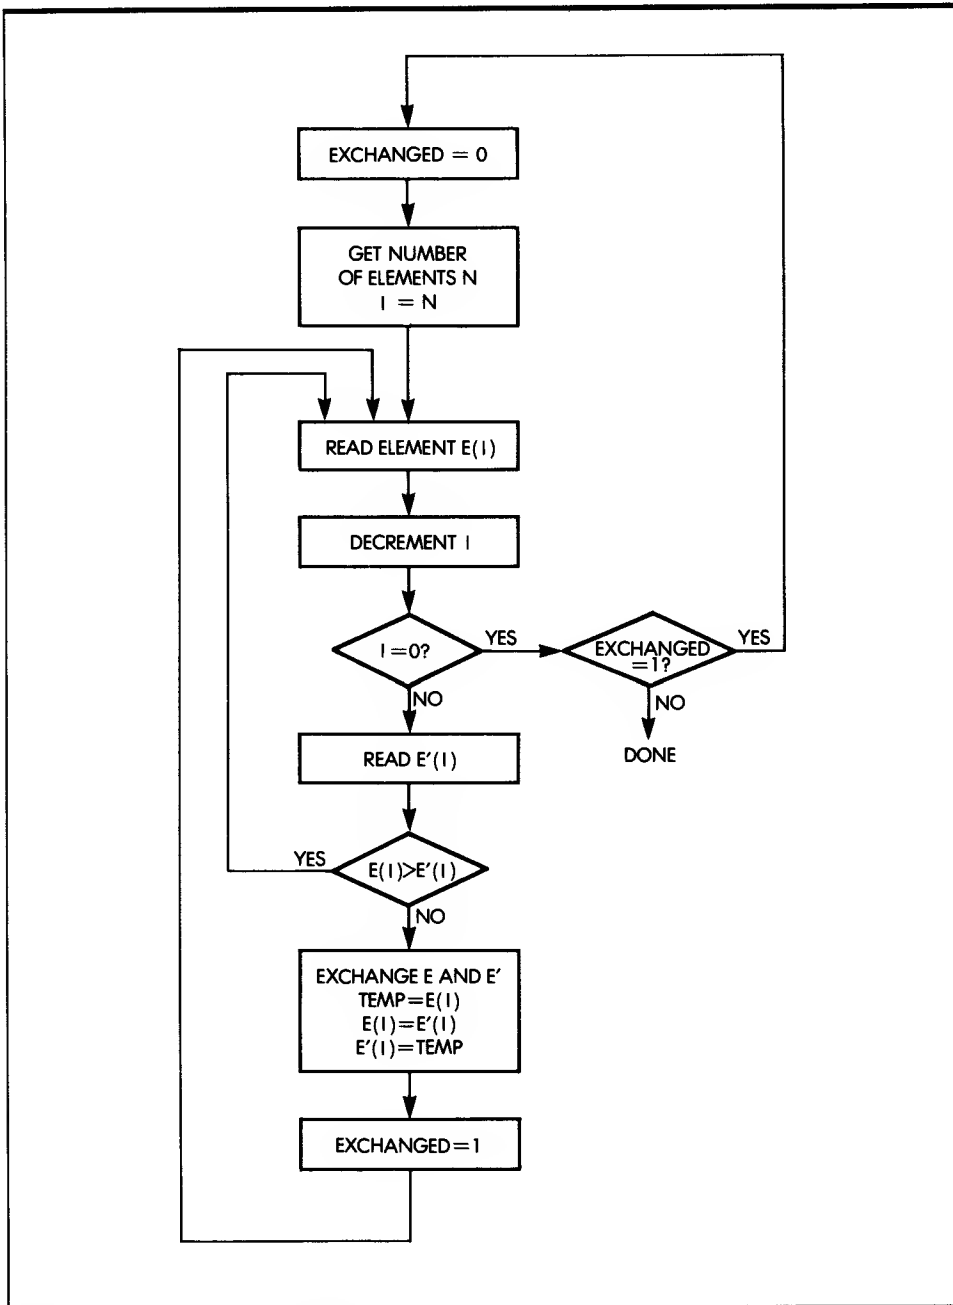 EXCHANGED = 0
GET NUMBER
OF ELEMENTS N
I = N
READ ELEMENT E(I)
DECREMENT I
I=0?
YES
EXCHANGED
=1?
YES
NO
NO
DONE
READ E'(I)
YES
E(I)>E'(I)
NO
EXCHANGE E AND E'
TEMP=E(I)
E(I)=E'(I)
E'(I)=TEMP
EXCHANGED=1